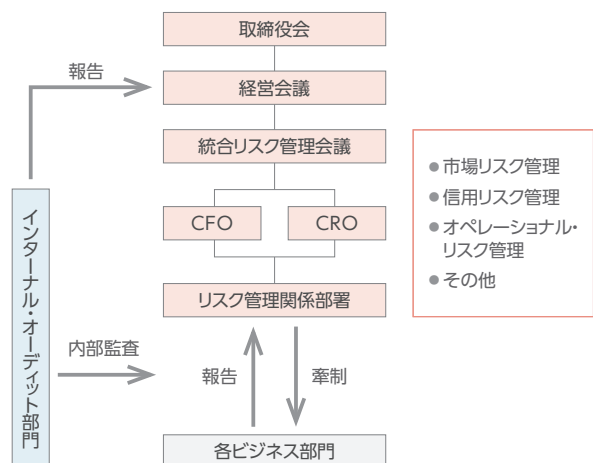 取締役会
報告
経営会議
統合リスク管理会議
CFO
CRO
リスク管理関係部署
●市場リスク管理
●信用リスク管理
●オペレーショナル・
リスク管理
●その他
インターナル・オーディット部門
内部監査
報告
牽制
各ビジネス部門